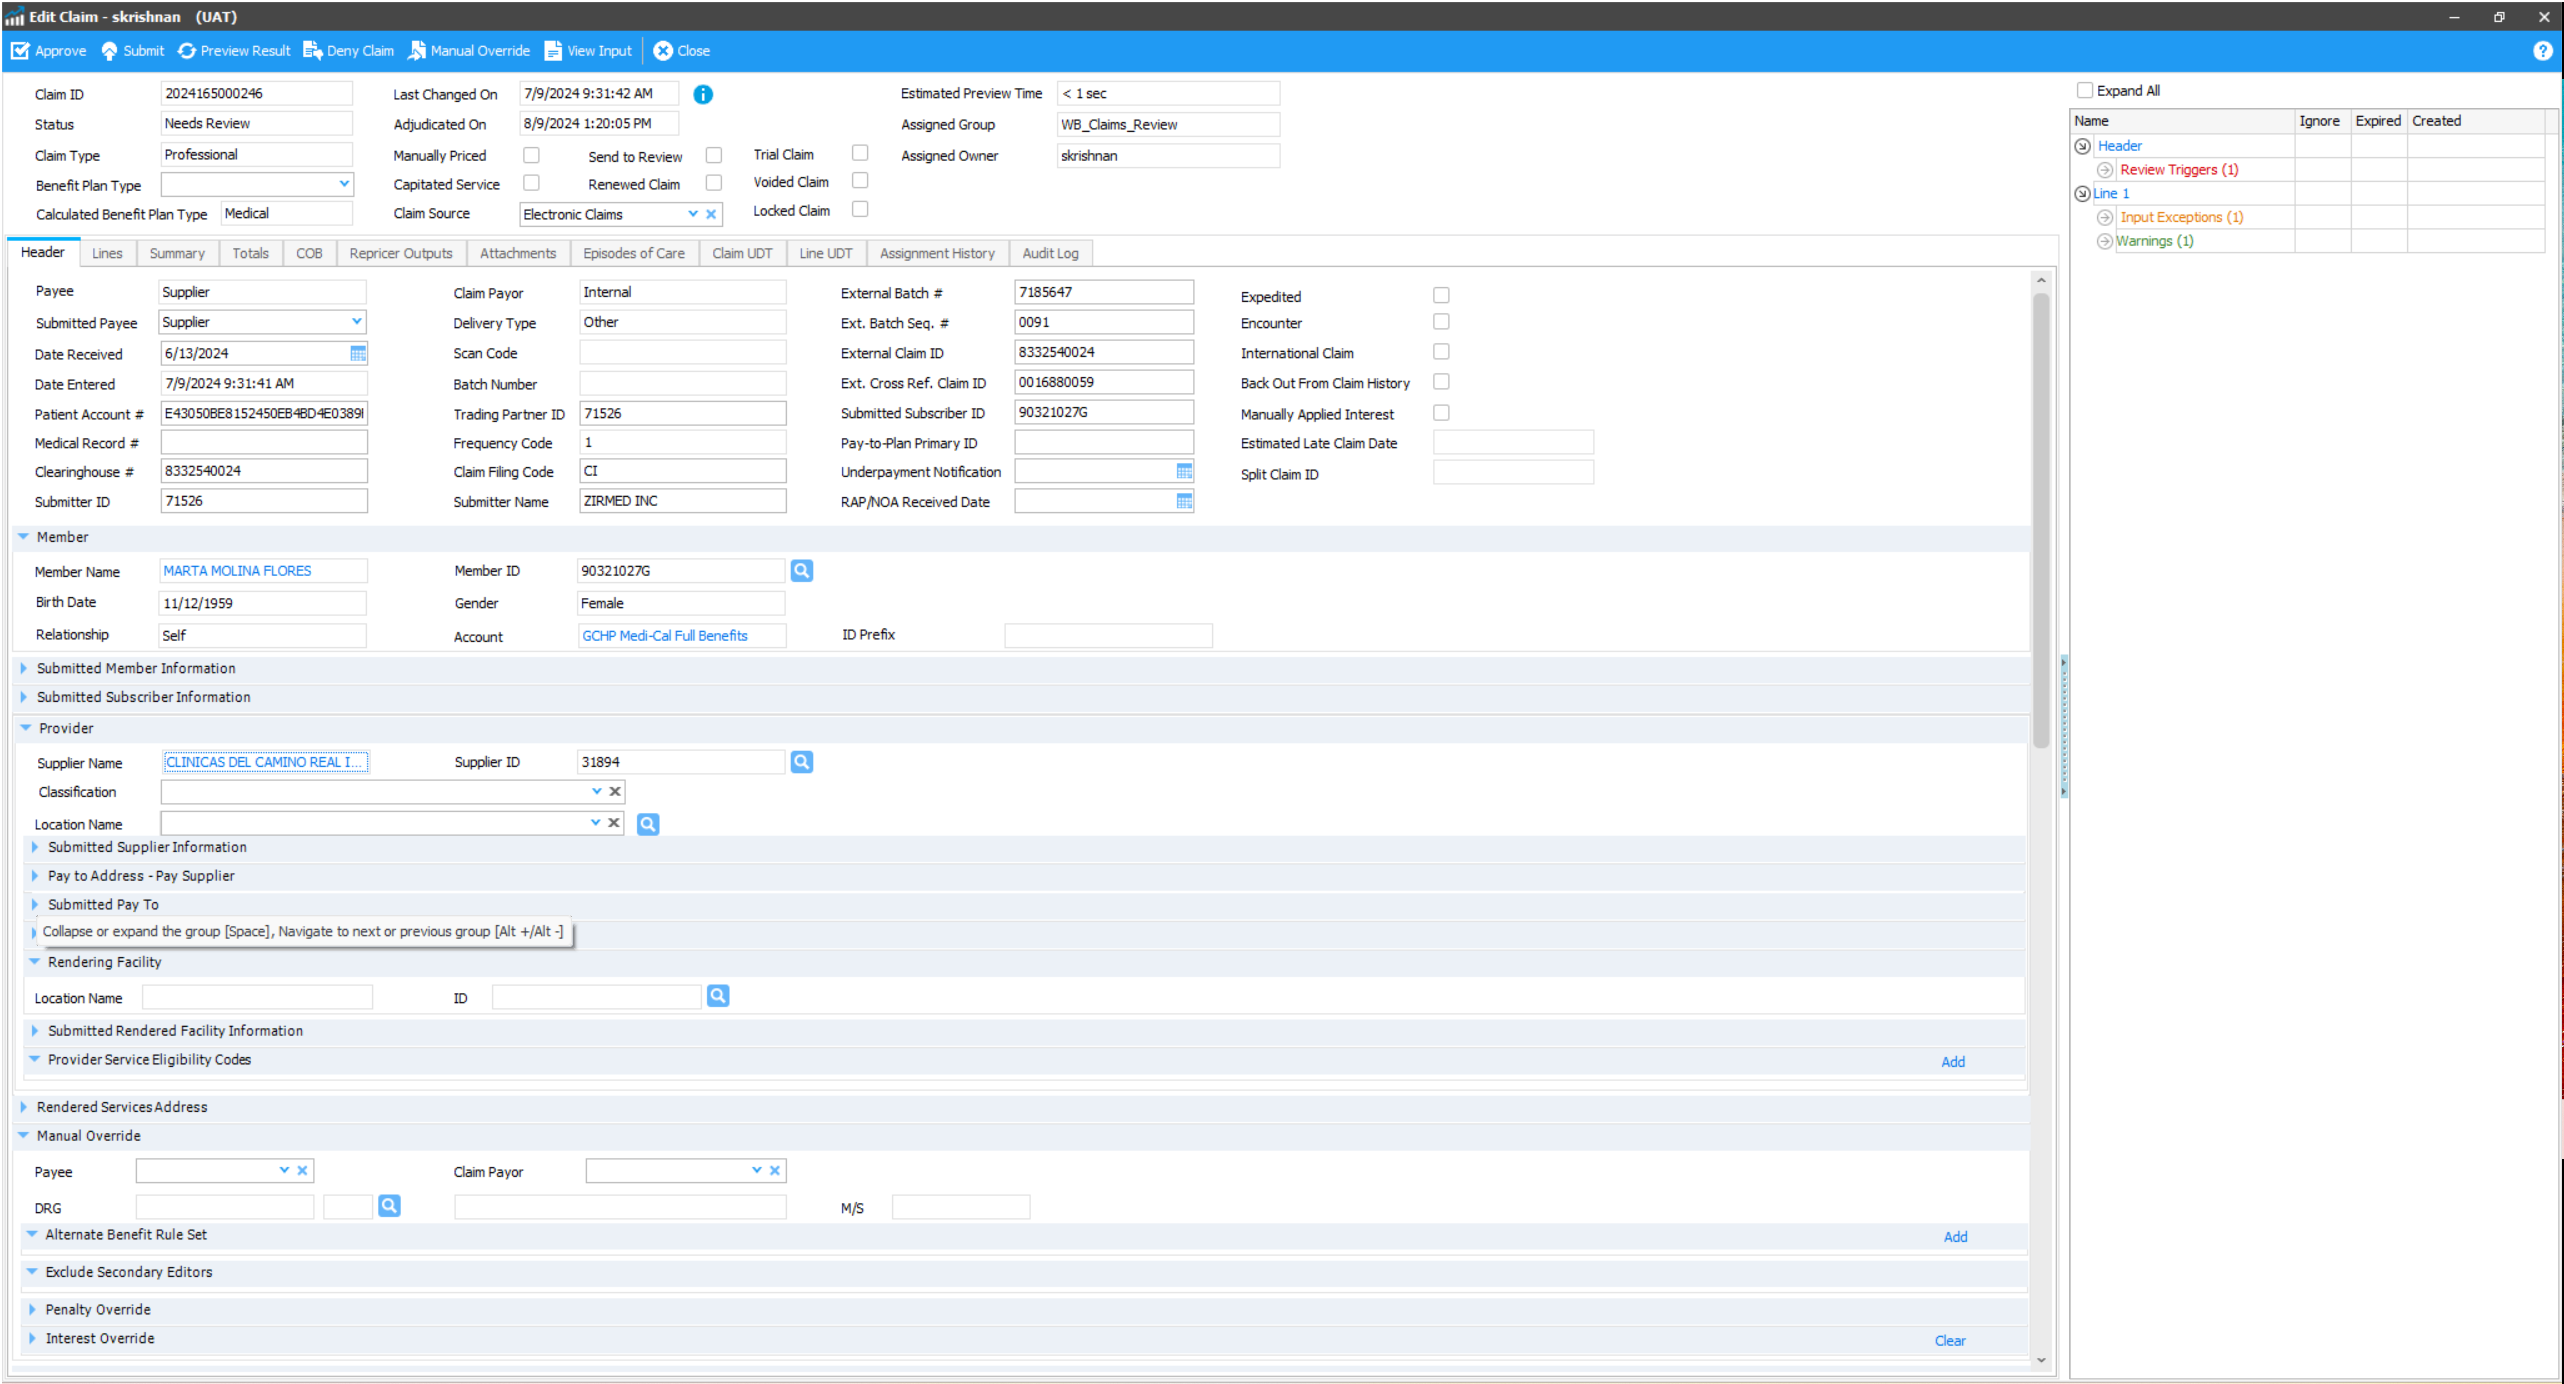 Edit Claim - skrishnan (UAT)
Approve Submit Preview Result Deny Claim Manual Override View Input Close
Claim ID 2024165000246 Last Changed On 7/9/2024 9:31:42 AM Estimated Preview Time < 1 sec
Status Needs Review Adjudicated On 8/9/2024 1:20:05 PM Assigned Group WB_Claims_Review
Claim Type Professional Manually Priced Send to Review Trial Claim Assigned Owner skrishnan
Benefit Plan Type Capitated Service Renewed Claim Voided Claim
Calculated Benefit Plan Type Medical Claim Source Electronic Claims Locked Claim
Header Lines Summary Totals COB Repricer Outputs Attachments Episodes of Care Claim UDT Line UDT Assignment History Audit Log
Payee Supplier Claim Payor Internal External Batch # 7185647 Expedited
Submitted Payee Supplier Delivery Type Other Ext. Batch Seq. # 0091 Encounter
Date Received 6/13/2024 Scan Code External Claim ID 8332540024 International Claim
Date Entered 7/9/2024 9:31:41 AM Batch Number Ext. Cross Ref. Claim ID 0016880059 Back Out From Claim History
Patient Account # E43050BE8152450EB4BD4E0389 Trading Partner ID 71526 Submitted Subscriber ID 90321027G Manually Applied Interest
Medical Record # Frequency Code 1 Pay-to-Plan Primary ID Estimated Late Claim Date
Clearinghouse # 8332540024 Claim Filing Code CI Underpayment Notification Split Claim ID
Submitter ID 71526 Submitter Name ZIRMED INC RAP/NOA Received Date
Member
Member Name MARTA MOLINA FLORES Member ID 90321027G
Birth Date 11/12/1959 Gender Female
Relationship Self Account GCHP Medi-Cal Full Benefits ID Prefix
Submitted Member Information
Submitted Subscriber Information
Provider
Supplier Name CLINICAS DEL CAMINO REAL I... Supplier ID 31894
Classification
Location Name
Submitted Supplier Information
Pay to Address - Pay Supplier
Submitted Pay To
Collapse or expand the group [Space], Navigate to next or previous group [Alt +/Alt -]
Rendering Facility
Location Name ID
Submitted Rendered Facility Information
Provider Service Eligibility Codes Add
Rendered Services Address
Manual Override
Payee Claim Payor
DRG M/S
Alternate Benefit Rule Set Add
Exclude Secondary Editors
Penalty Override
Interest Override Clear
Expand All
Name Ignore Expired Created
Header
Review Triggers (1)
Line 1
Input Exceptions (1)
Warnings (1)